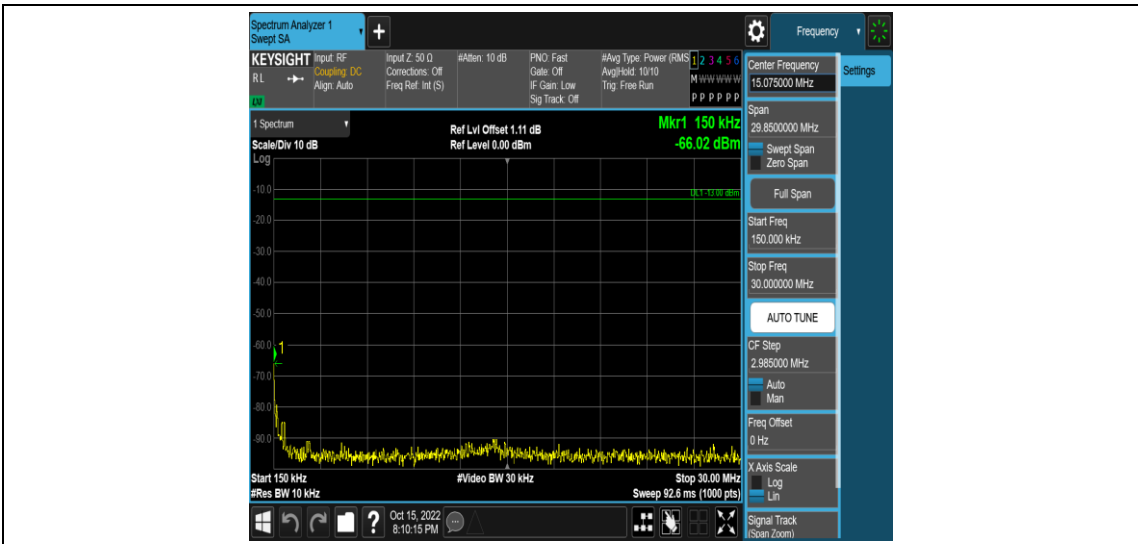 Spectrum Analyzer 1
Swept SA
+
Frequency
KEYSIGHT
RL
LXI
Input: RF
Coupling: DC
Align: Auto
Input Z: 50 Ω
Corrections: Off
Freq Ref: Int (S)
#Atten: 10 dB
PNO: Fast
Gate: Off
IF Gain: Low
Sig Track: Off
#Avg Type: Power (RMS
Avg|Hold: 10/10
Trig: Free Run
1 2 3 4 5 6
M W W W W W
P P P P P P
Center Frequency
15.075000 MHz
Settings
Span
29.8500000 MHz
Swept Span
Zero Span
Full Span
Start Freq
150.000 kHz
Stop Freq
30.000000 MHz
AUTO TUNE
CF Step
2.985000 MHz
Auto
Man
Freq Offset
0 Hz
X Axis Scale
Log
Lin
Signal Track
(Span Zoom)
1 Spectrum
Scale/Div 10 dB
Log
Ref Lvl Offset 1.11 dB
Ref Level 0.00 dBm
Mkr1 150 kHz
-66.02 dBm
DL1 -13.00 dBm
-10.0
-20.0
-30.0
-40.0
-50.0
-60.0
1
-70.0
-80.0
-90.0
Start 150 kHz
#Video BW 30 kHz
Stop 30.00 MHz
#Res BW 10 kHz
Sweep 92.6 ms (1000 pts)
?
Oct 15, 2022
8:10:15 PM